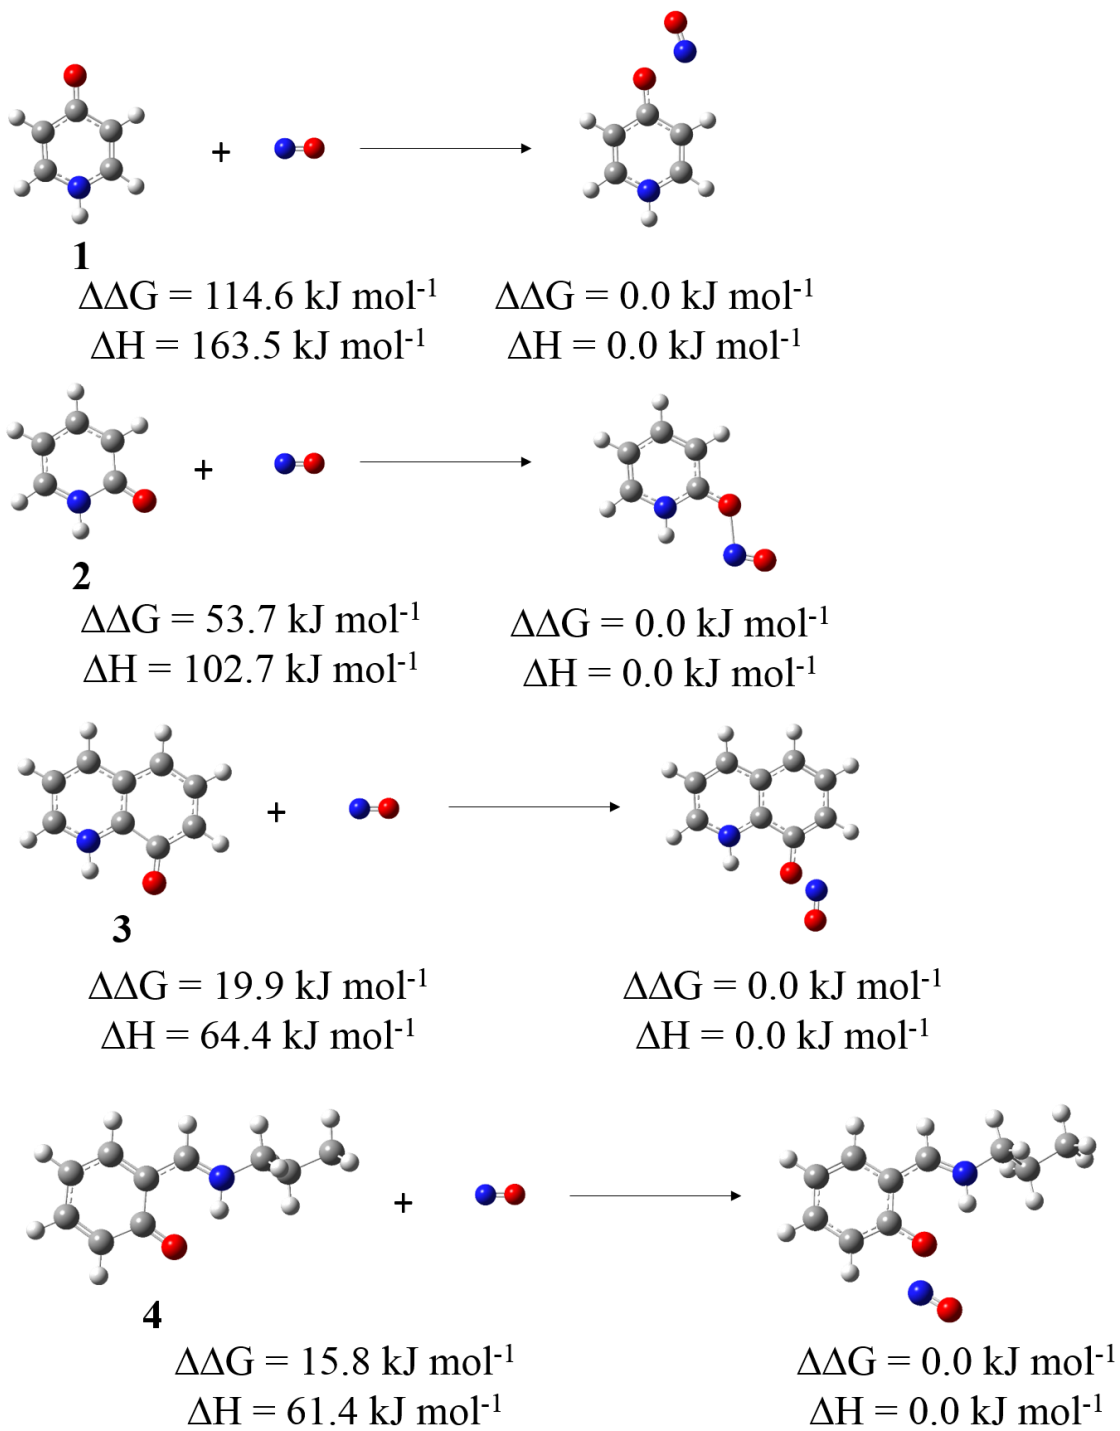 +
1
ΔΔG = 114.6 kJ mol⁻¹ ΔΔG = 0.0 kJ mol⁻¹
ΔH = 163.5 kJ mol⁻¹ ΔH = 0.0 kJ mol⁻¹
+
2
ΔΔG = 53.7 kJ mol⁻¹ ΔΔG = 0.0 kJ mol⁻¹
ΔH = 102.7 kJ mol⁻¹ ΔH = 0.0 kJ mol⁻¹
+
3
ΔΔG = 19.9 kJ mol⁻¹ ΔΔG = 0.0 kJ mol⁻¹
ΔH = 64.4 kJ mol⁻¹ ΔH = 0.0 kJ mol⁻¹
+
4
ΔΔG = 15.8 kJ mol⁻¹ ΔΔG = 0.0 kJ mol⁻¹
ΔH = 61.4 kJ mol⁻¹ ΔH = 0.0 kJ mol⁻¹